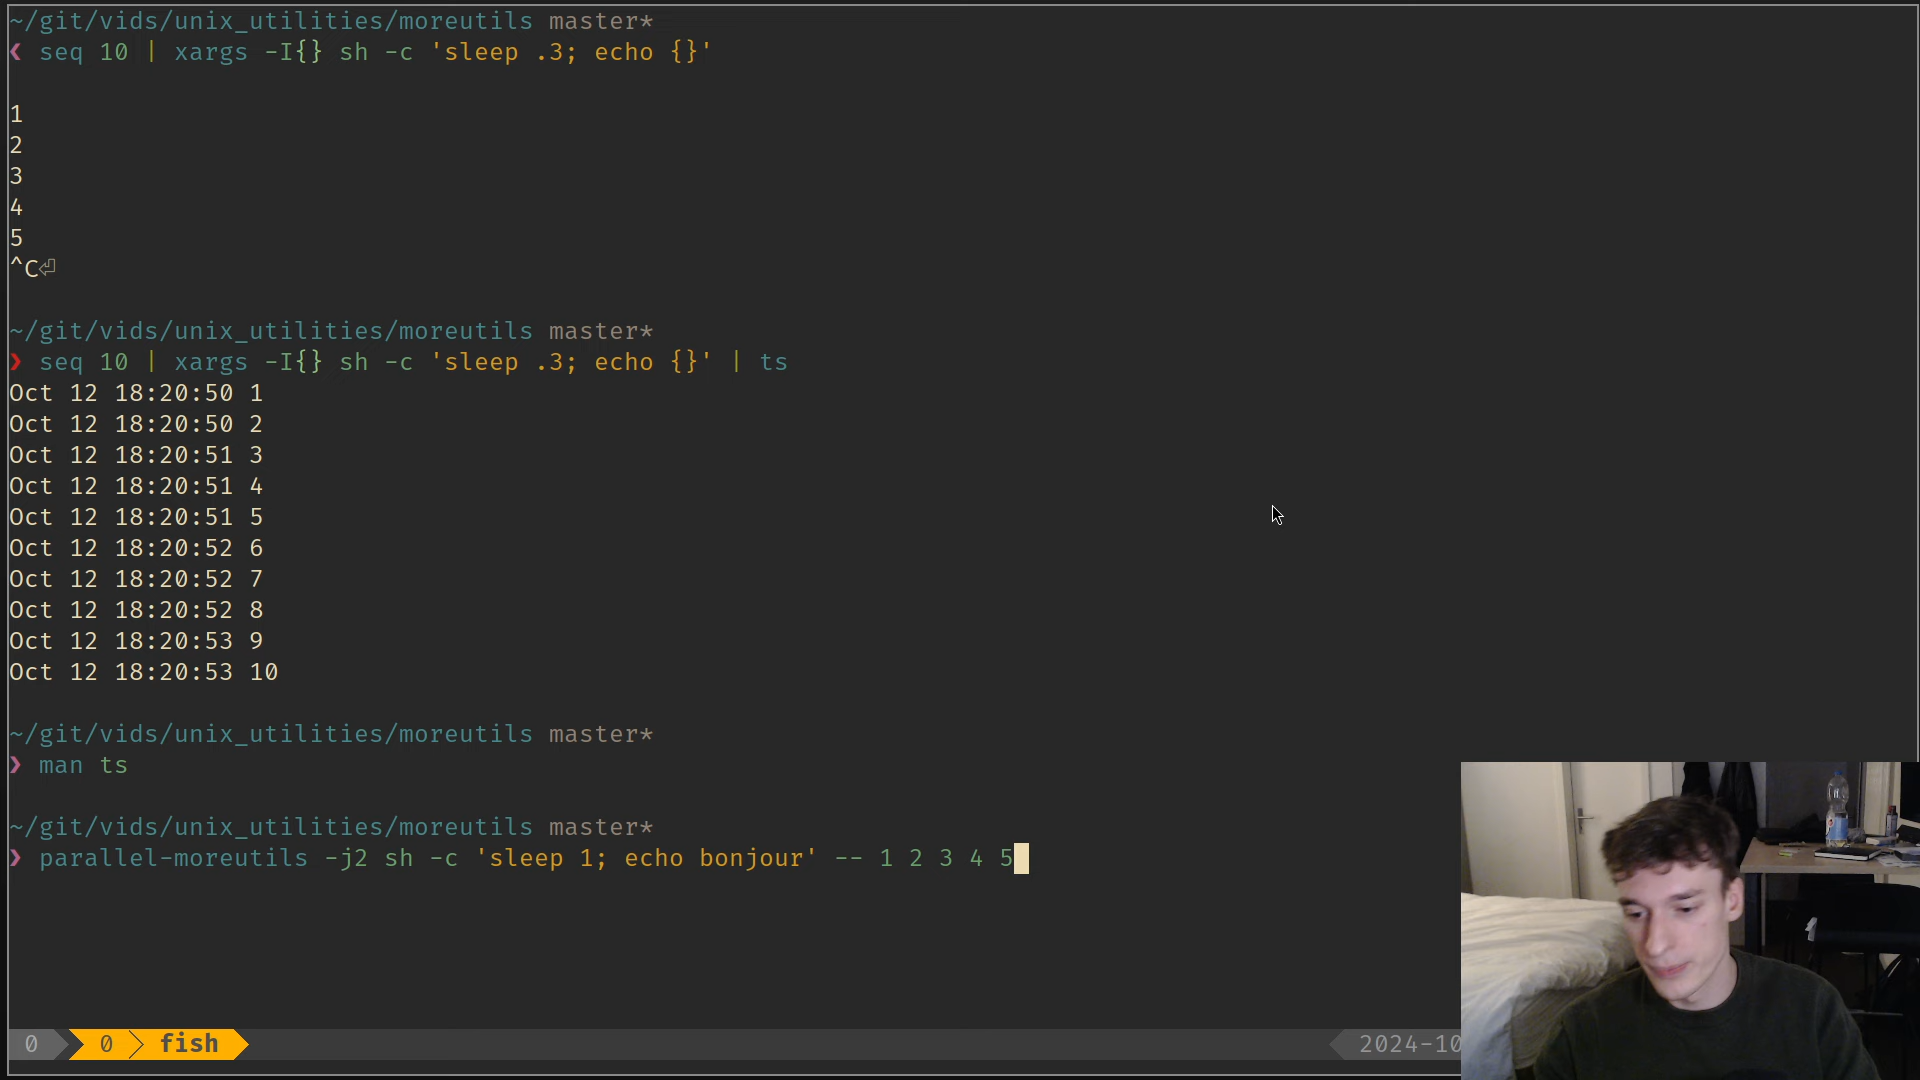 ~/git/vids/unix_utilities/moreutils master*
❮ seq 10 | xargs -I{} sh -c 'sleep .3; echo {}'
1
2
3
4
5
^C⏎
~/git/vids/unix_utilities/moreutils master*
❯ seq 10 | xargs -I{} sh -c 'sleep .3; echo {}' | ts
Oct 12 18:20:50 1
Oct 12 18:20:50 2
Oct 12 18:20:51 3
Oct 12 18:20:51 4
Oct 12 18:20:51 5
Oct 12 18:20:52 6
Oct 12 18:20:52 7
Oct 12 18:20:52 8
Oct 12 18:20:53 9
Oct 12 18:20:53 10
~/git/vids/unix_utilities/moreutils master*
❯ man ts
~/git/vids/unix_utilities/moreutils master*
❯ parallel-moreutils -j2 sh -c 'sleep 1; echo bonjour' -- 1 2 3 4 5
0 0 fish 2024-10